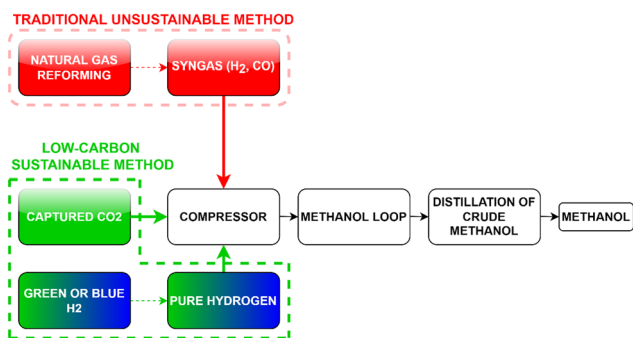 TRADITIONAL UNSUSTAINABLE METHOD
NATURAL GAS
REFORMING
SYNGAS (H2, CO)
LOW-CARBON
SUSTAINABLE METHOD
CAPTURED CO2
COMPRESSOR
METHANOL LOOP
DISTILLATION OF
CRUDE
METHANOL
METHANOL
GREEN OR BLUE
H2
PURE HYDROGEN